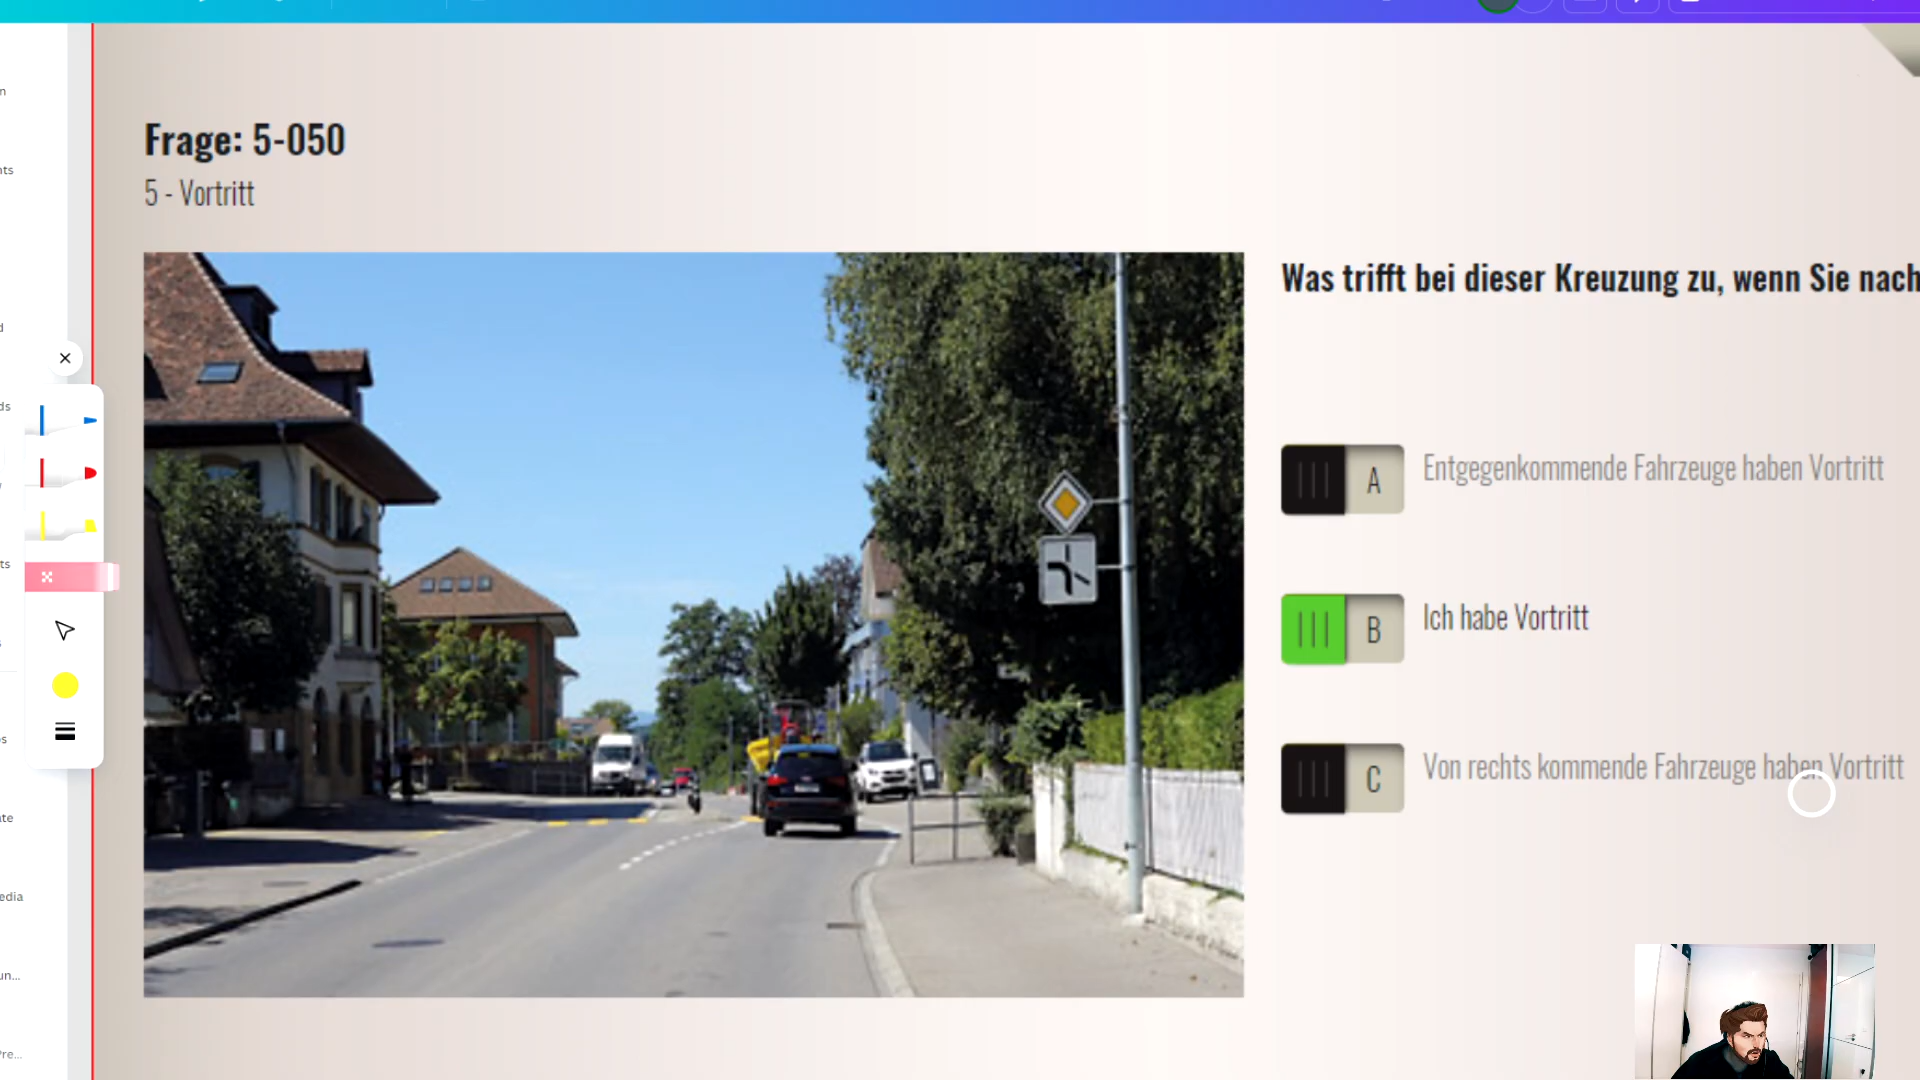 Frage: 5-050
5 - Vortritt
Was trifft bei dieser Kreuzung zu, wenn Sie nach
A Entgegenkommende Fahrzeuge haben Vortritt
B Ich habe Vortritt
C Von rechts kommende Fahrzeuge haben Vortritt